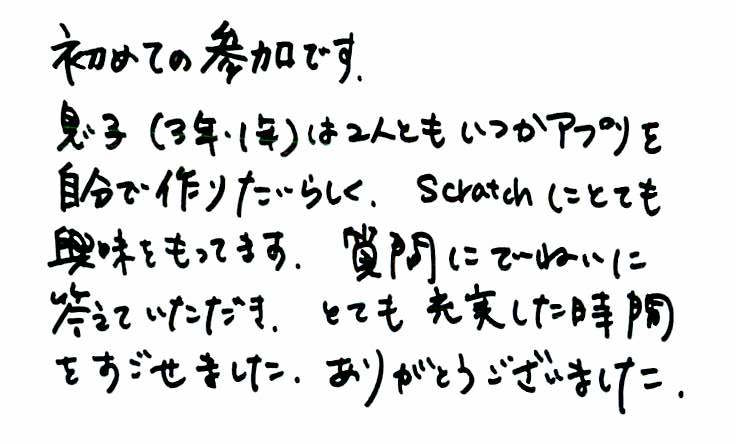 初めての参加です.
息子(3年・1年)は2人とも いつかアプリを
自分で作りたいらしく. Scratchにとても
興味をもってます. 質問にていねいに
答えていただき. とても 充実した時間
をすごせました. ありがとうございました.